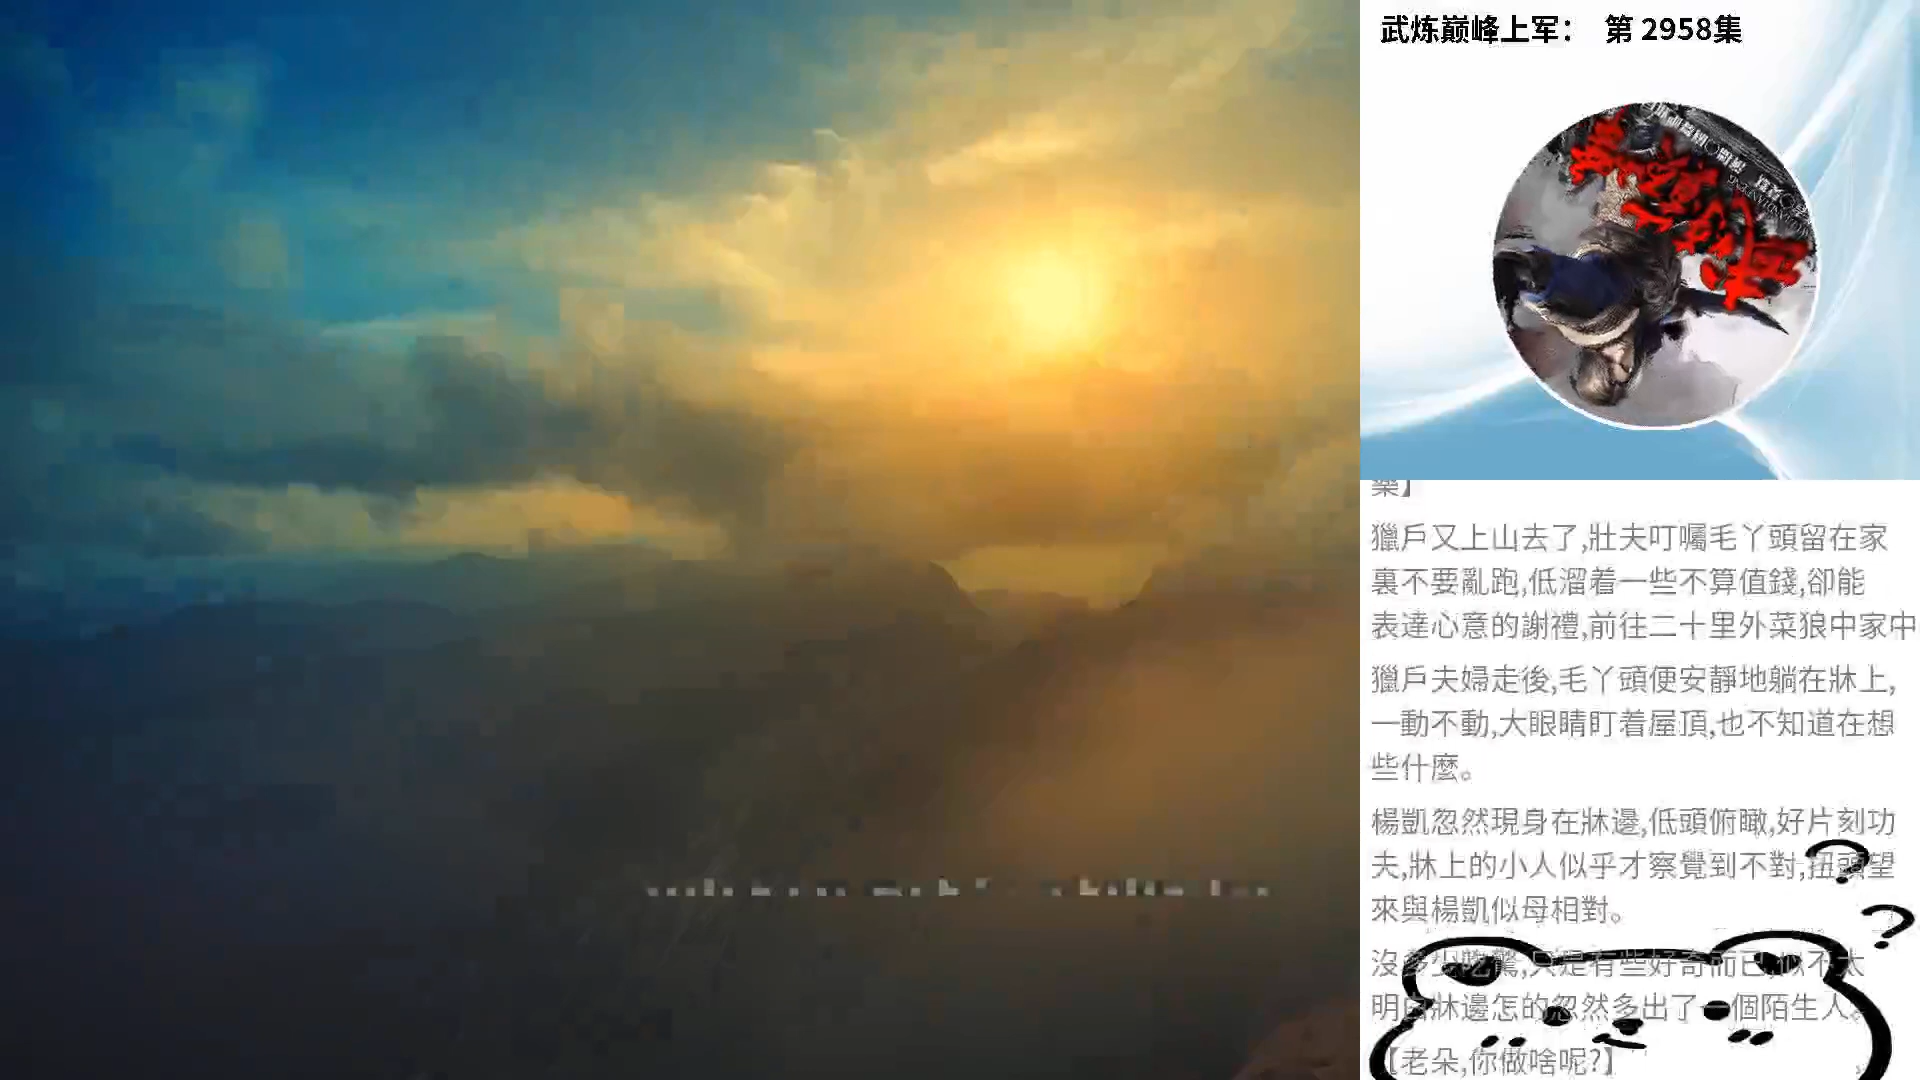 武炼巅峰上军： 第 2958集
樂】
獵戶又上山去了,壯夫叮囑毛丫頭留在家
裏不要亂跑,低溜着一些不算值錢,卻能
表達心意的謝禮,前往二十里外菜狼中家中
獵戶夫婦走後,毛丫頭便安靜地躺在牀上,
一動不動,大眼睛盯着屋頂,也不知道在想
些什麼。
楊凱忽然現身在牀邊,低頭俯瞰,好片刻功
夫,牀上的小人似乎才察覺到不對,扭頭望
來與楊凱似母相對。
沒多少吃驚,只是有些好奇而已,似不太
明白牀邊怎的忽然多出了一個陌生人。
【老朵,你做啥呢?】